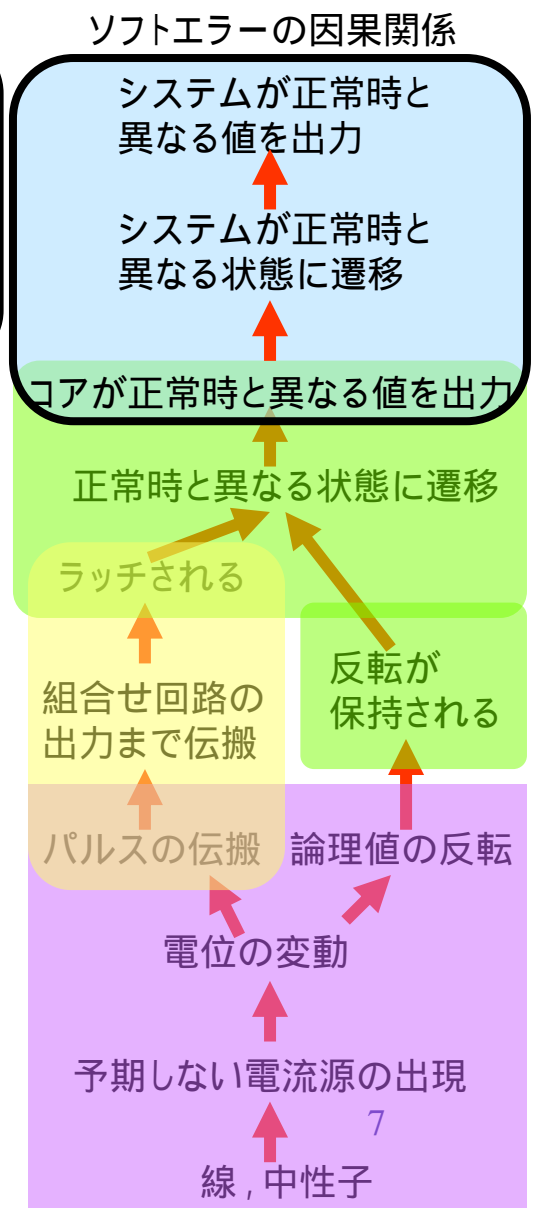 ソフトエラーの因果関係
システムが正常時と
異なる値を出力
システムが正常時と
異なる状態に遷移
コアが正常時と異なる値を出力
正常時と異なる状態に遷移
ラッチされる
反転が
保持される
組合せ回路の
出力まで伝搬
パルスの伝搬
論理値の反転
電位の変動
予期しない電流源の出現
7
線 , 中性子